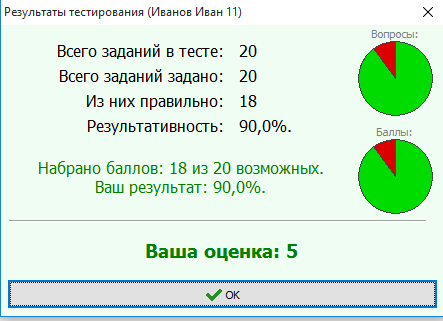 Результаты тестирования (Иванов Иван 11)
Вопросы:
Всего заданий в тесте: 20
Всего заданий задано: 20
Из них правильно: 18
Результативность: 90,0%.
Баллы:
Набрано баллов: 18 из 20 возможных.
Ваш результат: 90,0%.
Ваша оценка: 5
OK